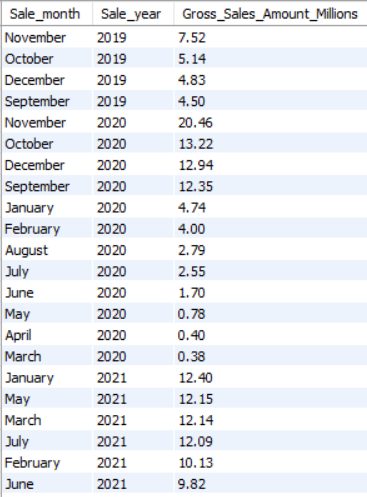 Sale_month Sale_year Gross_Sales_Amount_Millions
November 2019 7.52
October 2019 5.14
December 2019 4.83
September 2019 4.50
November 2020 20.46
October 2020 13.22
December 2020 12.94
September 2020 12.35
January 2020 4.74
February 2020 4.00
August 2020 2.79
July 2020 2.55
June 2020 1.70
May 2020 0.78
April 2020 0.40
March 2020 0.38
January 2021 12.40
May 2021 12.15
March 2021 12.14
July 2021 12.09
February 2021 10.13
June 2021 9.82